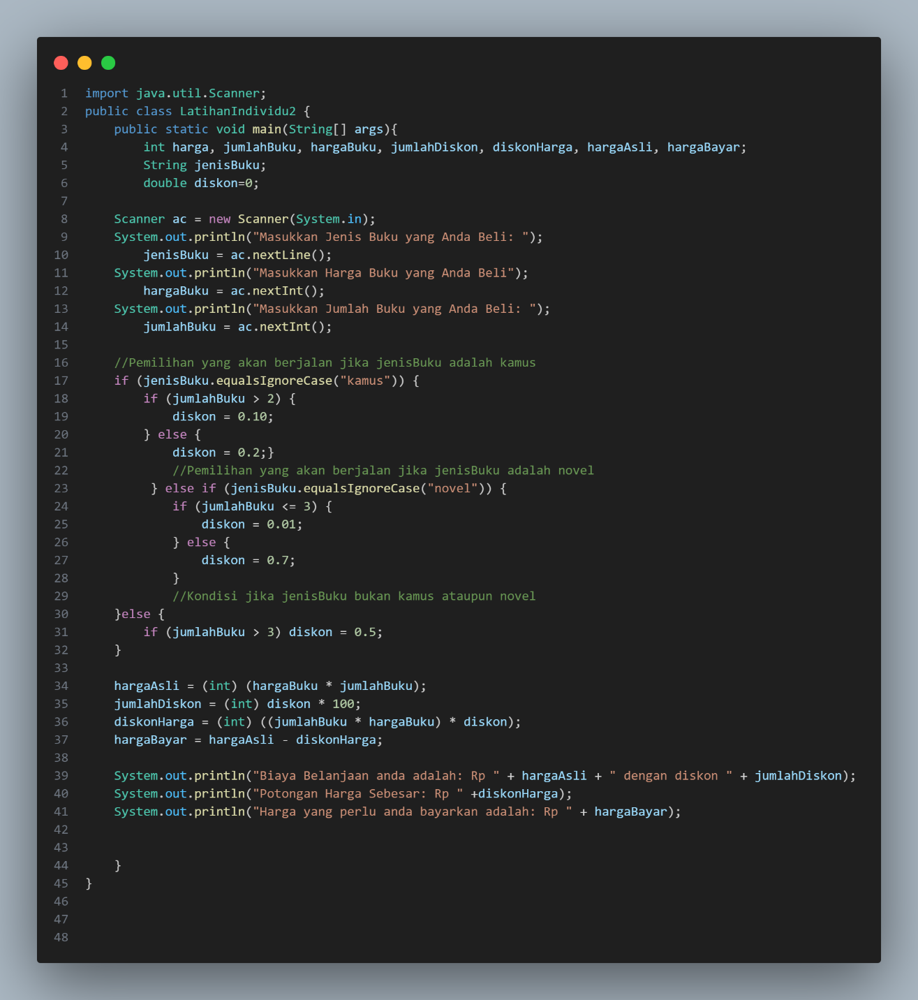 1 import java.util.Scanner;
2 public class LatihanIndividu2 {
3     public static void main(String[] args){
4         int harga, jumlahBuku, hargaBuku, jumlahDiskon, diskonHarga, hargaAsli, hargaBayar;
5         String jenisBuku;
6         double diskon=0;
7
8     Scanner ac = new Scanner(System.in);
9     System.out.println("Masukkan Jenis Buku yang Anda Beli: ");
10         jenisBuku = ac.nextLine();
11     System.out.println("Masukkan Harga Buku yang Anda Beli");
12         hargaBuku = ac.nextInt();
13     System.out.println("Masukkan Jumlah Buku yang Anda Beli: ");
14         jumlahBuku = ac.nextInt();
15
16     //Pemilihan yang akan berjalan jika jenisBuku adalah kamus
17     if (jenisBuku.equalsIgnoreCase("kamus")) {
18         if (jumlahBuku > 2) {
19             diskon = 0.10;
20         } else {
21             diskon = 0.2;}
22             //Pemilihan yang akan berjalan jika jenisBuku adalah novel
23          } else if (jenisBuku.equalsIgnoreCase("novel")) {
24             if (jumlahBuku <= 3) {
25                 diskon = 0.01;
26             } else {
27                 diskon = 0.7;
28             }
29             //Kondisi jika jenisBuku bukan kamus ataupun novel
30     }else {
31         if (jumlahBuku > 3) diskon = 0.5;
32     }
33
34     hargaAsli = (int) (hargaBuku * jumlahBuku);
35     jumlahDiskon = (int) diskon * 100;
36     diskonHarga = (int) ((jumlahBuku * hargaBuku) * diskon);
37     hargaBayar = hargaAsli - diskonHarga;
38
39     System.out.println("Biaya Belanjaan anda adalah: Rp " + hargaAsli + " dengan diskon " + jumlahDiskon);
40     System.out.println("Potongan Harga Sebesar: Rp " +diskonHarga);
41     System.out.println("Harga yang perlu anda bayarkan adalah: Rp " + hargaBayar);
42
43
44     }
45 }
46
47
48